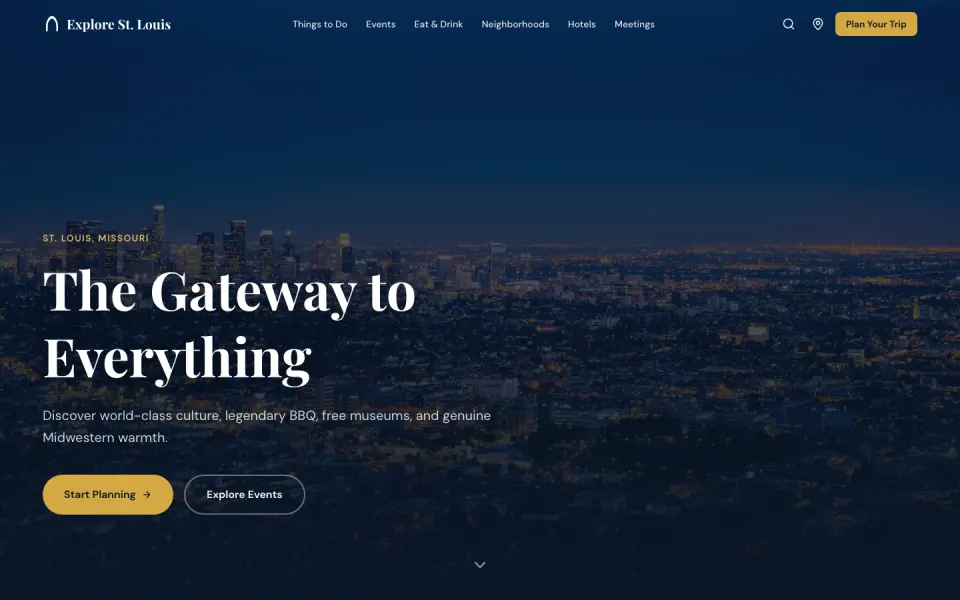 Explore St. Louis
Things to Do
Events
Eat & Drink
Neighborhoods
Hotels
Meetings
Plan Your Trip
ST. LOUIS, MISSOURI
The Gateway to
Everything
Discover world-class culture, legendary BBQ, free museums, and genuine
Midwestern warmth.
Start Planning →
Explore Events